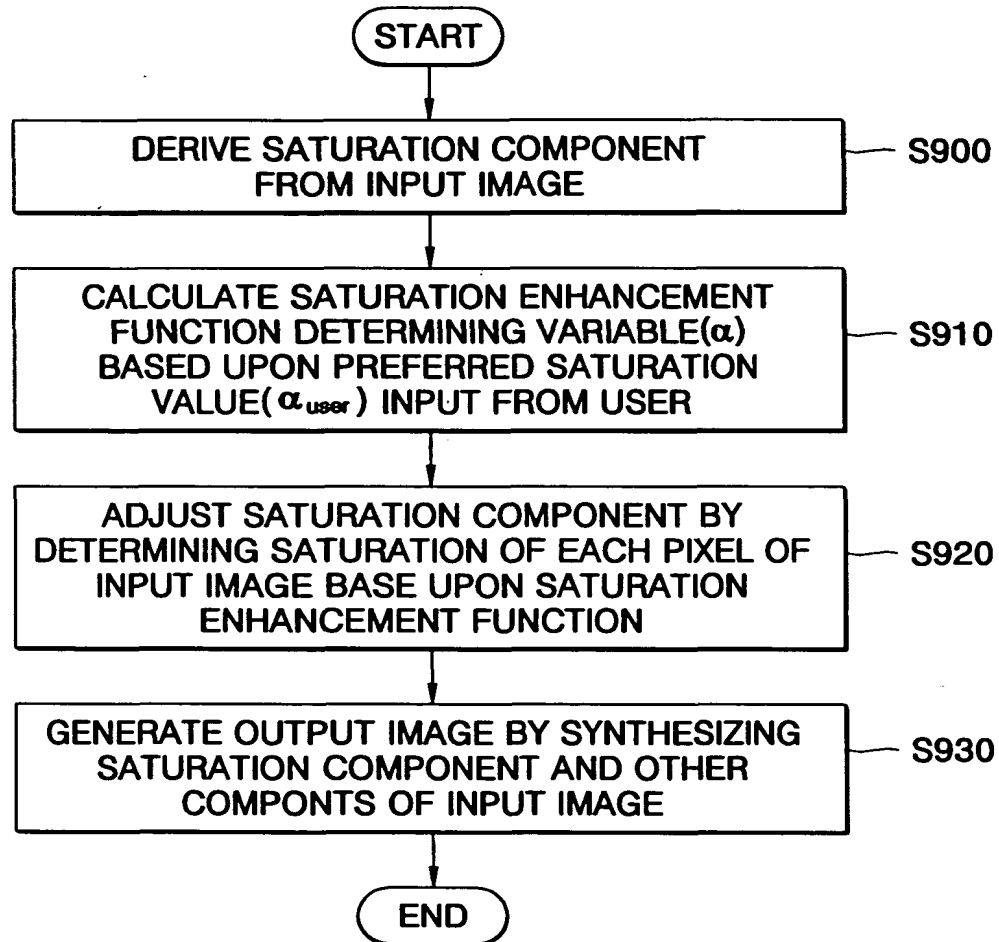 START
DERIVE SATURATION COMPONENT
FROM INPUT IMAGE
S900
CALCULATE SATURATION ENHANCEMENT
FUNCTION DETERMINING VARIABLE(α)
BASED UPON PREFERRED SATURATION
VALUE(α user) INPUT FROM USER
S910
ADJUST SATURATION COMPONENT BY
DETERMINING SATURATION OF EACH PIXEL OF
INPUT IMAGE BASE UPON SATURATION
ENHANCEMENT FUNCTION
S920
GENERATE OUTPUT IMAGE BY SYNTHESIZING
SATURATION COMPONENT AND OTHER
COMPONTS OF INPUT IMAGE
S930
END